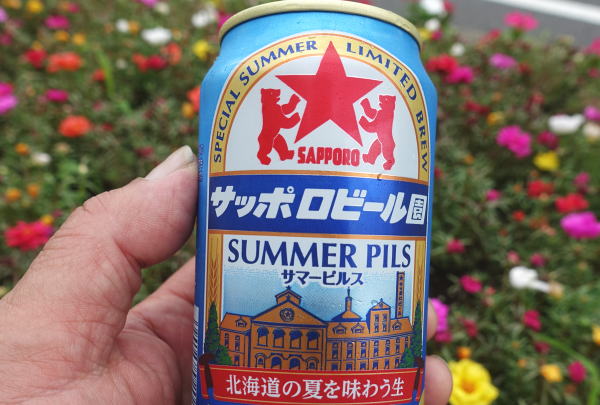 SPECIAL SUMMER LIMITED BREW
SAPPORO
サッポロビール園
SUMMER PILS
サマーピルス
北海道の夏を味わう生